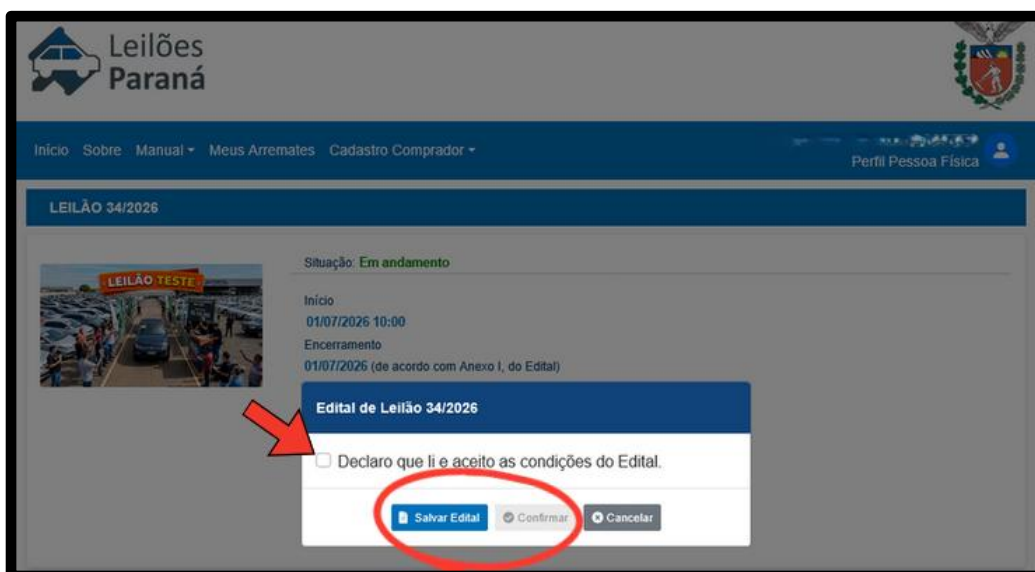 Leilões
Paraná
Início Sobre Manual Meus Arremates Cadastro Comprador
Perfil Pessoa Física
LEILÃO 34/2026
LEILÃO TESTE
Situação: Em andamento
Início
01/07/2026 10:00
Encerramento
01/07/2026 (de acordo com Anexo I, do Edital)
Edital de Leilão 34/2026
Declaro que li e aceito as condições do Edital.
Salvar Edital Confirmar Cancelar